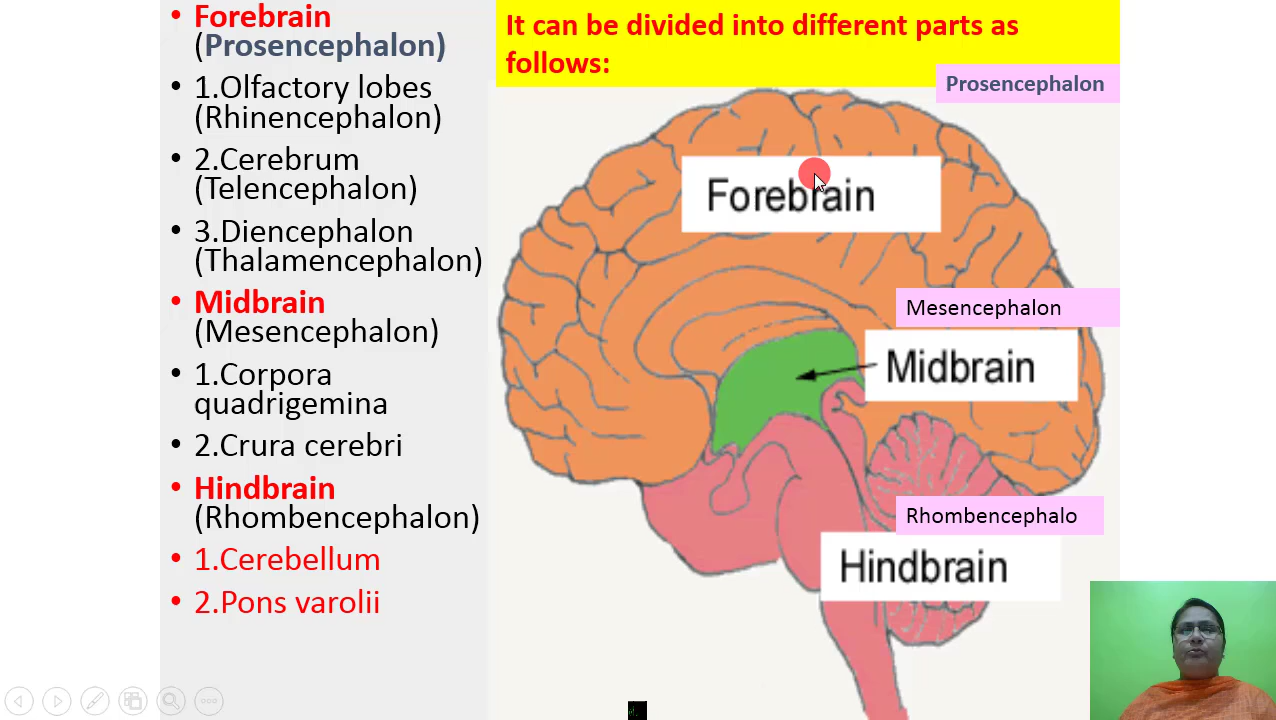 • Forebrain
(Prosencephalon)
• 1.Olfactory lobes
(Rhinencephalon)
• 2.Cerebrum
(Telencephalon)
• 3.Diencephalon
(Thalamencephalon)
• Midbrain
(Mesencephalon)
• 1.Corpora
quadrigemina
• 2.Crura cerebri
• Hindbrain
(Rhombencephalon)
• 1.Cerebellum
• 2.Pons varolii
It can be divided into different parts as
follows:
Prosencephalon
Forebrain
Mesencephalon
Midbrain
Rhombencephalo
Hindbrain